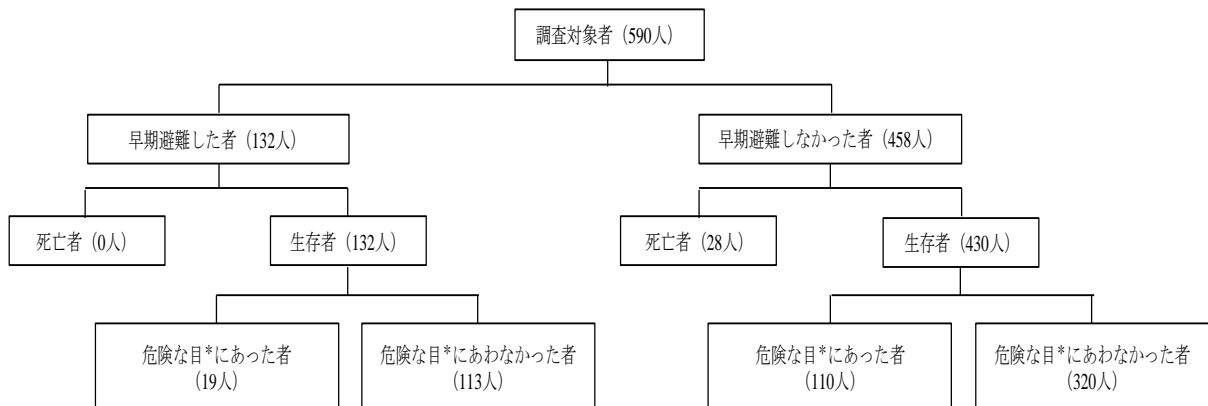 調査対象者（590人）
早期避難した者（132人）
早期避難しなかった者（458人）
死亡者（0人）
生存者（132人）
死亡者（28人）
生存者（430人）
危険な目*にあった者
（19人）
危険な目*にあわなかった者
（113人）
危険な目*にあった者
（110人）
危険な目*にあわなかった者
（320人）